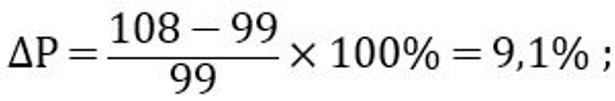 ΔP = (108 − 99)/99 × 100% = 9,1% ;